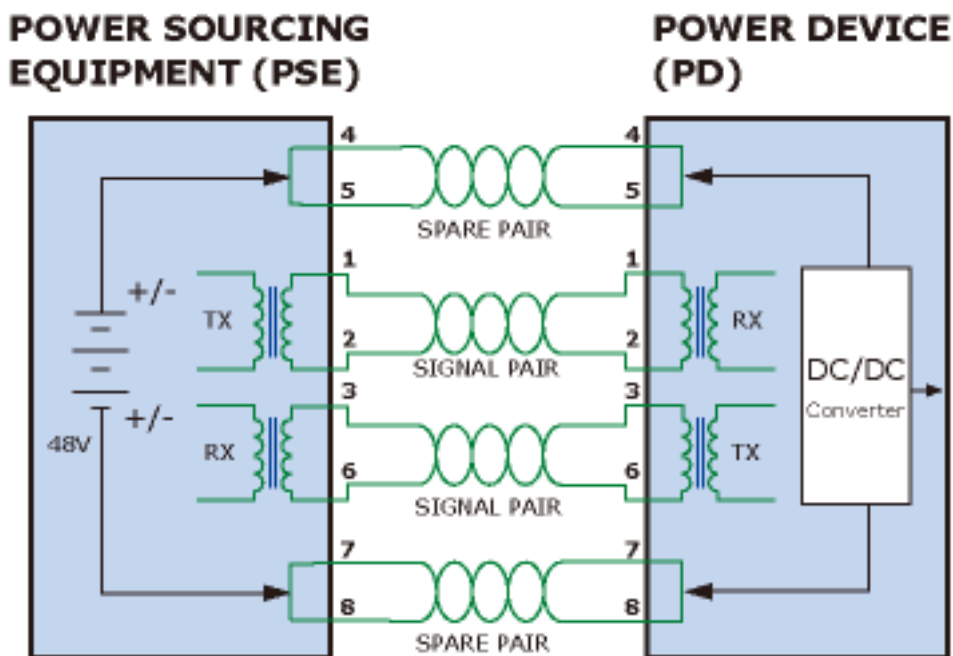 POWER SOURCING
EQUIPMENT (PSE)
POWER DEVICE
(PD)
4
4
5
5
SPARE PAIR
1
1
+/-
TX
RX
2
2
SIGNAL PAIR
DC/DC
Converter
3
3
+/-
48V
RX
TX
6
6
SIGNAL PAIR
7
7
8
8
SPARE PAIR